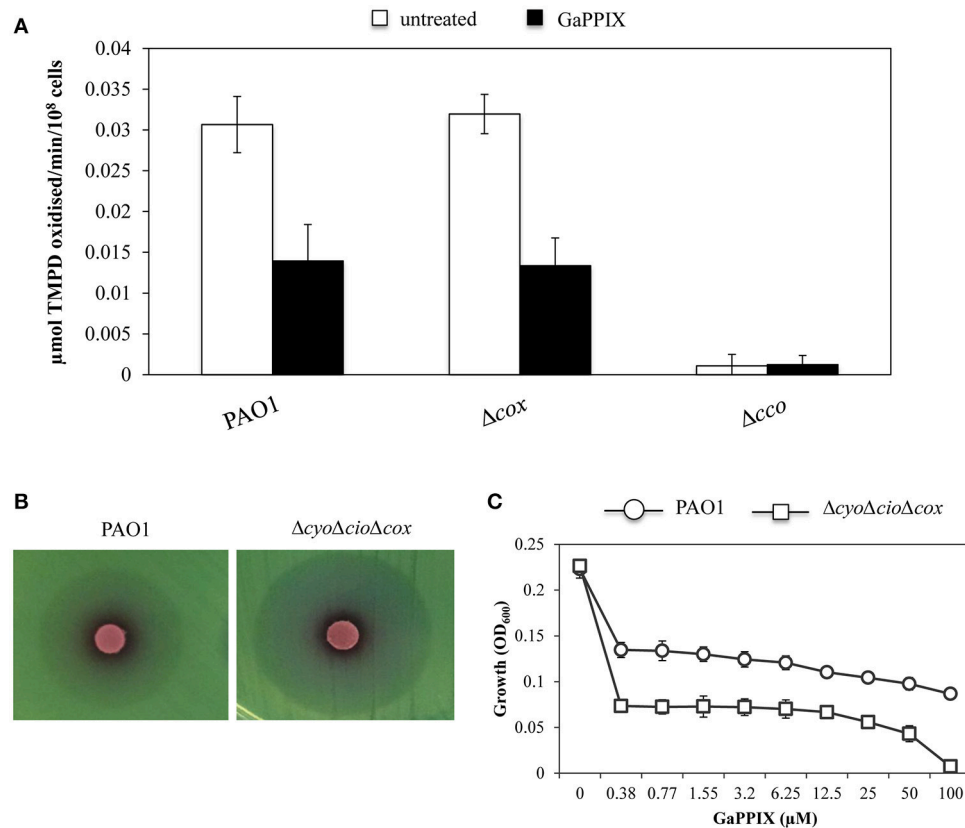 A
untreated GaPPIX
µmol TMPD oxidised/min/10⁸ cells
0.04
0.035
0.03
0.025
0.02
0.015
0.01
0.005
0
PAO1 Δcox Δcco
B
PAO1 ΔcyoΔcioΔcox
C
PAO1 ΔcyoΔcioΔcox
Growth (OD₆₀₀)
0.25
0.2
0.15
0.1
0.05
0
0 0.38 0.77 1.55 3.2 6.25 12.5 25 50 100
GaPPIX (µM)